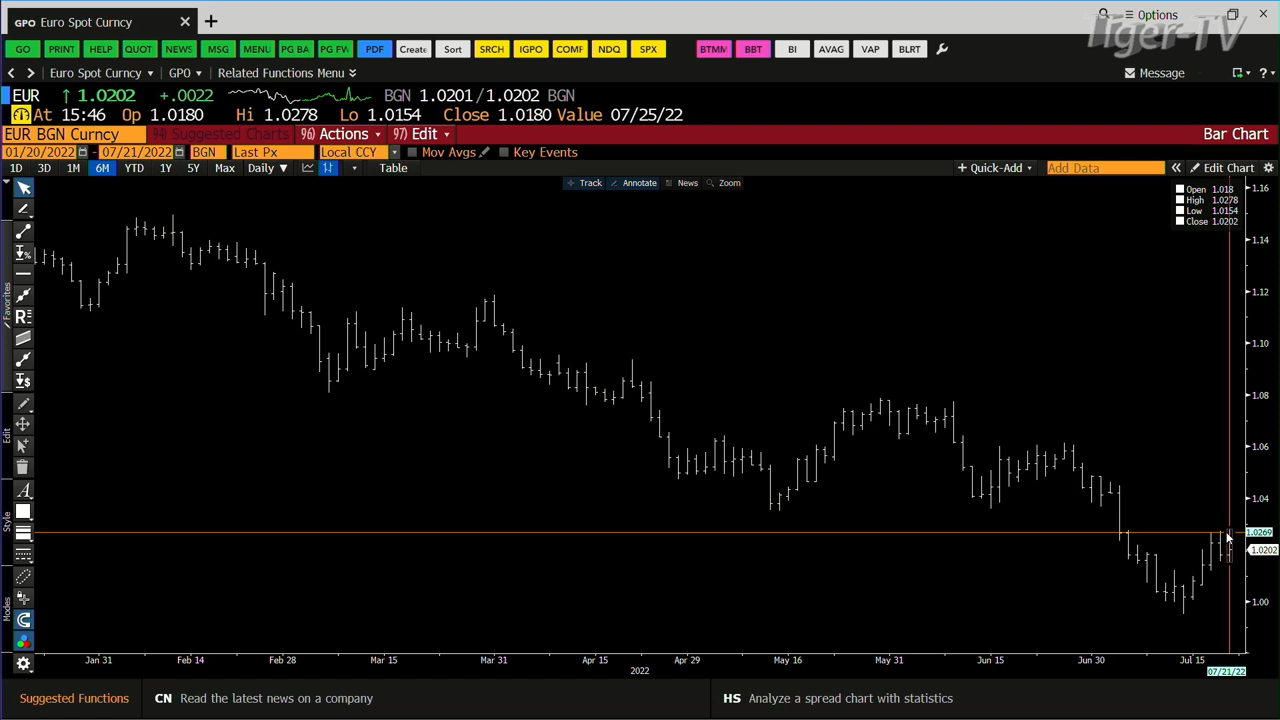 GPO Euro Spot Curncy
Options
Tiger-TV
GO PRINT HELP QUOT NEWS MSG MENU PG BA PG FW PDF Create Sort SRCH IGPO COMF NDQ SPX BTMM BBT BI AVAG VAP BLRT
Euro Spot Curncy GPO Related Functions Menu Message ?
EUR ↑ 1.0202 +.0022 BGN 1.0201/1.0202 BGN
At 15:46 Op 1.0180 Hi 1.0278 Lo 1.0154 Close 1.0180 Value 07/25/22
EUR BGN Curncy 94) Suggested Charts 96) Actions 97) Edit Bar Chart
01/20/2022 - 07/21/2022 BGN Last Px Local CCY Mov Avgs Key Events
1D 3D 1M 6M YTD 1Y 5Y Max Daily Table + Quick-Add Add Data « Edit Chart
Track Annotate News Zoom
Open 1.018
High 1.0278
Low 1.0154
Close 1.0202
Favorites
Edit
Style
Modes
1.16
1.14
1.12
1.10
1.08
1.06
1.04
1.0269
1.0202
1.00
Jan 31 Feb 14 Feb 28 Mar 15 Mar 31 Apr 15 Apr 29 May 16 May 31 Jun 15 Jun 30 Jul 15
2022
07/21/22
Suggested Functions CN Read the latest news on a company HS Analyze a spread chart with statistics